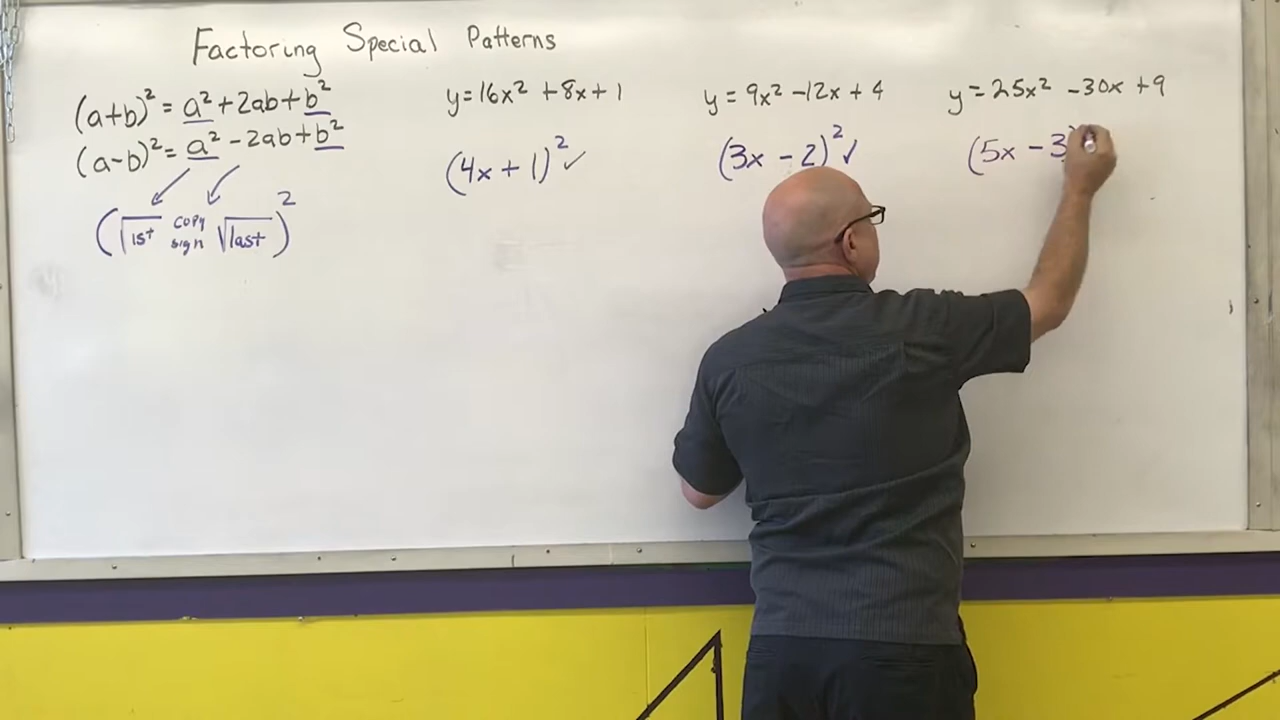 Factoring Special Patterns
(a+b)² = a² + 2ab + b²
(a-b)² = a² - 2ab + b²
(√1st copy sign √last)²
y = 16x² + 8x + 1
(4x + 1)² ✓
y = 9x² - 12x + 4
(3x - 2)² ✓
y = 25x² - 30x + 9
(5x - 3)